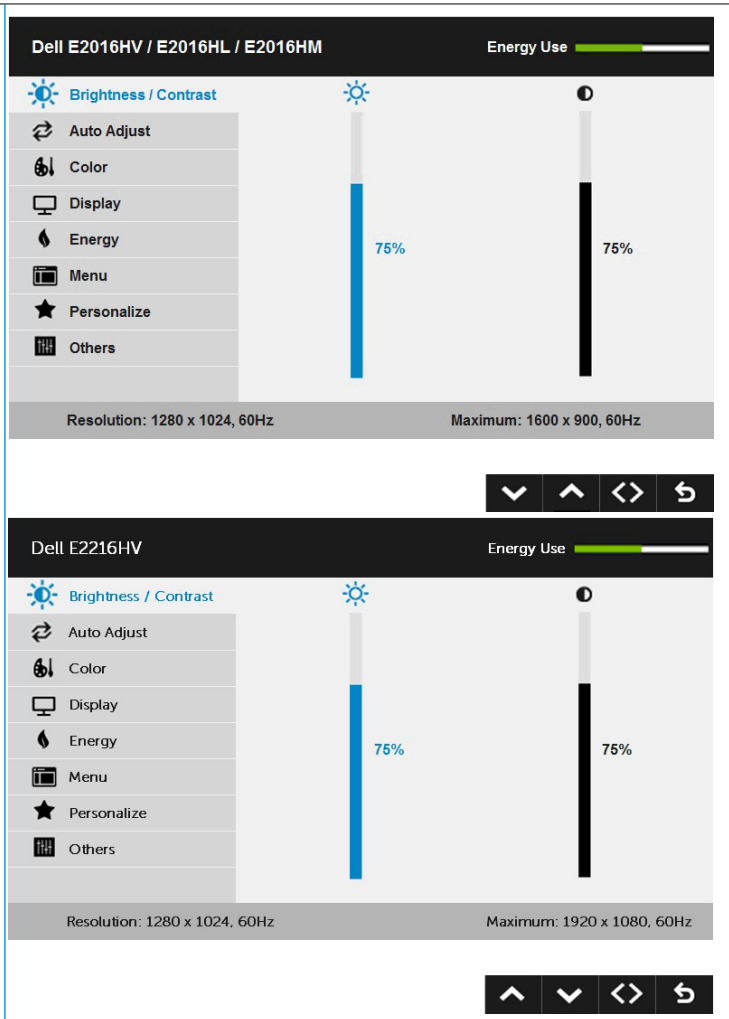 Dell E2016HV / E2016HL / E2016HM Energy Use
Brightness / Contrast
Auto Adjust
Color
Display
Energy
75% 75%
Menu
Personalize
Others
Resolution: 1280 x 1024, 60Hz Maximum: 1600 x 900, 60Hz
Dell E2216HV Energy Use
Brightness / Contrast
Auto Adjust
Color
Display
Energy
75% 75%
Menu
Personalize
Others
Resolution: 1280 x 1024, 60Hz Maximum: 1920 x 1080, 60Hz